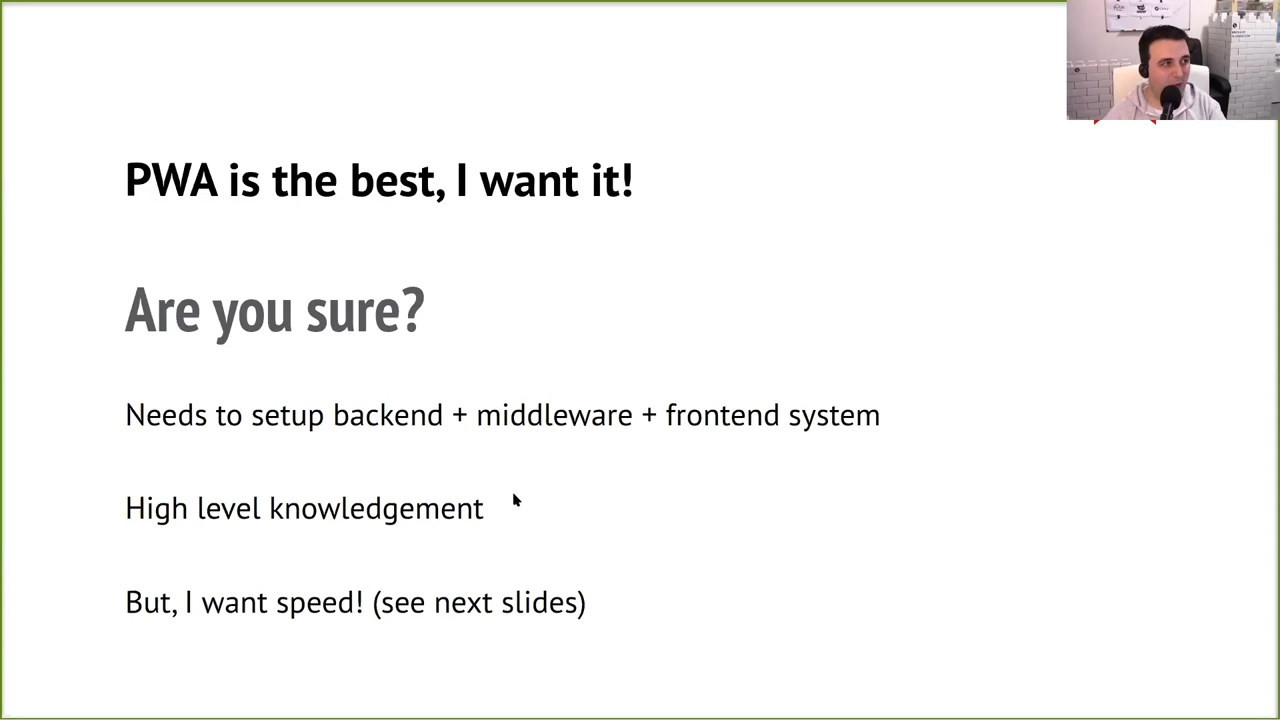 PWA is the best, I want it!
Are you sure?
Needs to setup backend + middleware + frontend system
High level knowledgement
But, I want speed! (see next slides)